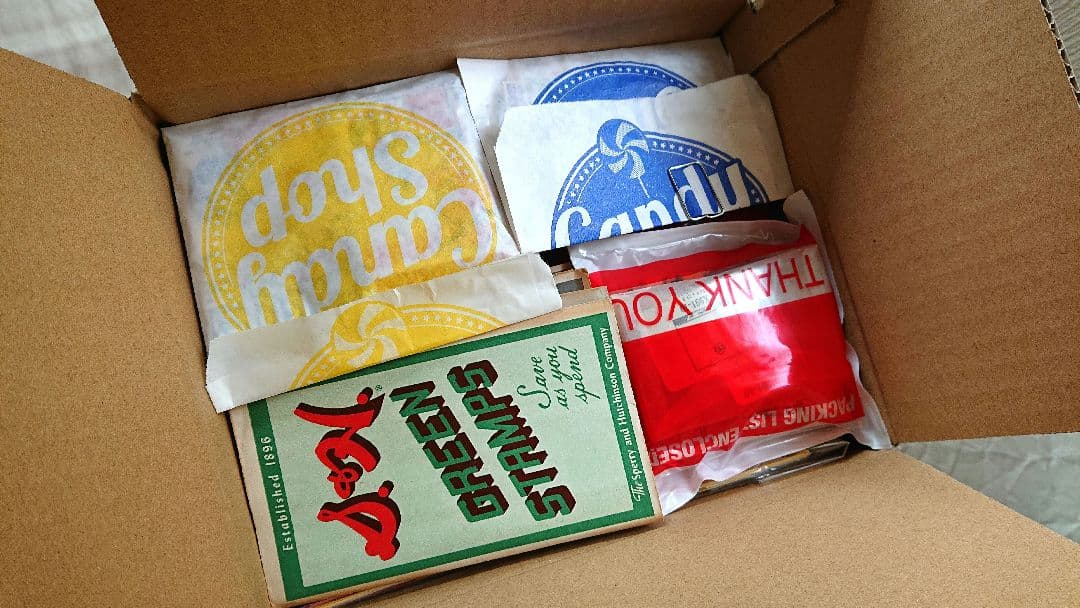 Candy
Shop
Candy
THANK YOU
PACKING LIST ENCLOSED
Established 1896
S&H®
GREEN
STAMPS
Save
as you
spend
The Sperry and Hutchinson Company